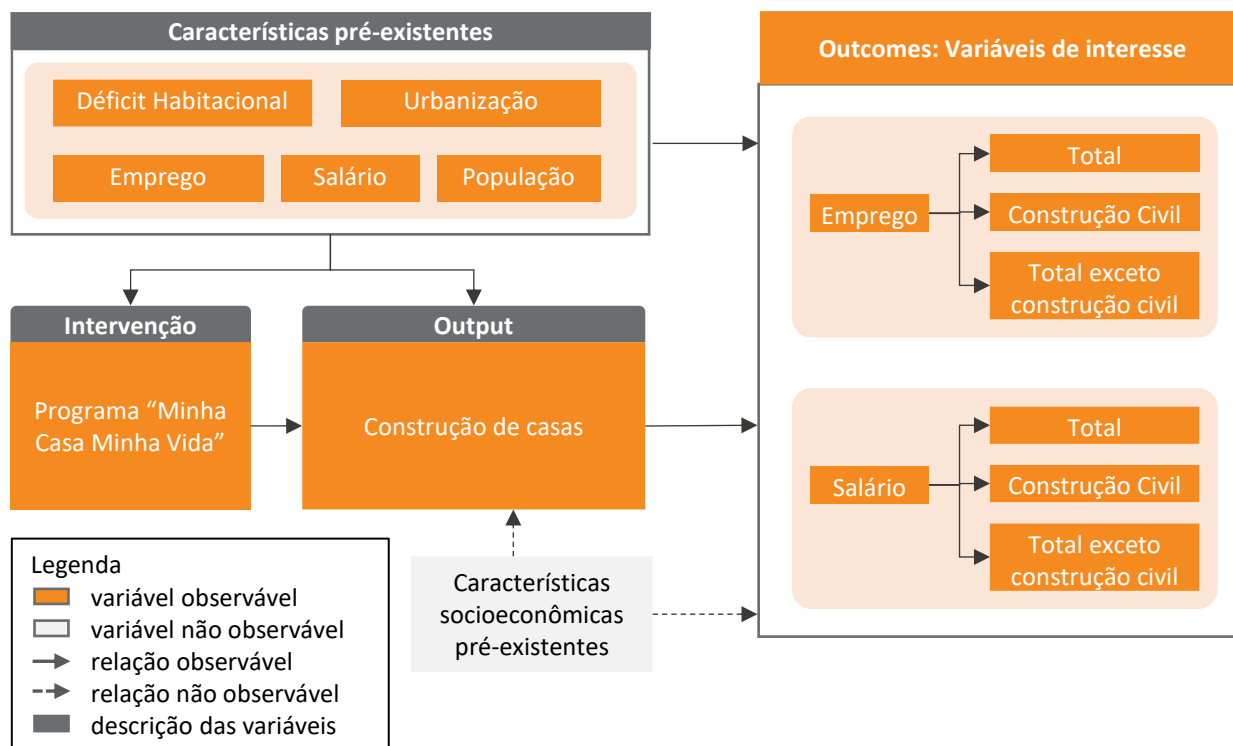 Características pré-existentes
Déficit Habitacional
Urbanização
Emprego
Salário
População
Outcomes: Variáveis de interesse
Emprego
Total
Construção Civil
Total exceto
construção civil
Salário
Total
Construção Civil
Total exceto
construção civil
Intervenção
Programa “Minha
Casa Minha Vida”
Output
Construção de casas
Características
socioeconômicas
pré-existentes
Legenda
variável observável
variável não observável
relação observável
relação não observável
descrição das variáveis